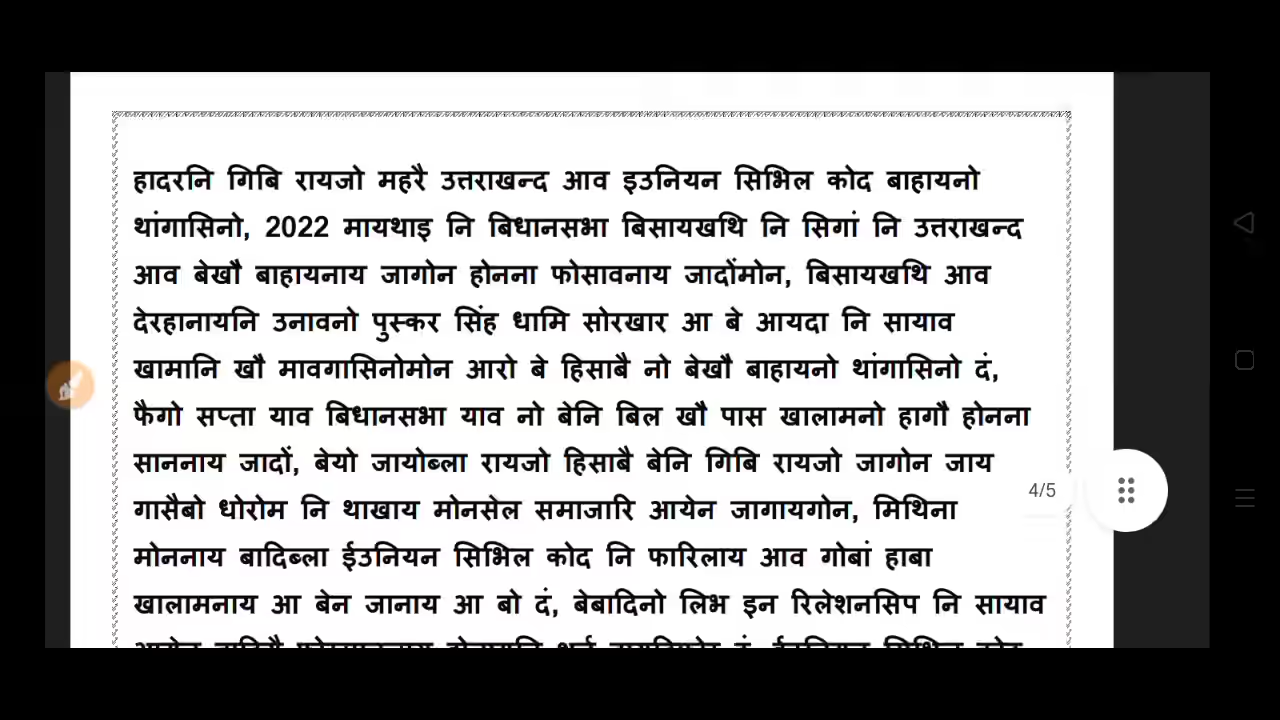 हादरनि गिबि रायजो महरै उत्तराखन्द आव इउनियन सिभिल कोद बाहायनो
थांगासिनो, 2022 मायथाइ नि बिधानसभा बिसायखथि नि सिगां नि उत्तराखन्द
आव बेखौ बाहायनाय जागोन होनना फोसावनाय जादोंमोन, बिसायखथि आव
देरहानायनि उनावनो पुस्कर सिंह धामि सोरखार आ बे आयदा नि सायाव
खामानि खौ मावगासिनोमोन आरो बे हिसाबै नो बेखौ बाहायनो थांगासिनो दं,
फैगो सप्ता याव बिधानसभा याव नो बेनि बिल खौ पास खालामनो हागौ होनना
साननाय जादों, बेयो जायोब्ला रायजो हिसाबै बेनि गिबि रायजो जागोन जाय
गासैबो धोरोम नि थाखाय मोनसेल समाजारि आयेन जागायगोन, मिथिना
मोननाय बादिब्ला ईउनियन सिभिल कोद नि फारिलाय आव गोबां हाबा
खालामनाय आ बेन जानाय आ बो दं, बेबादिनो लिभ इन रिलेशनसिप नि सायाव
4/5